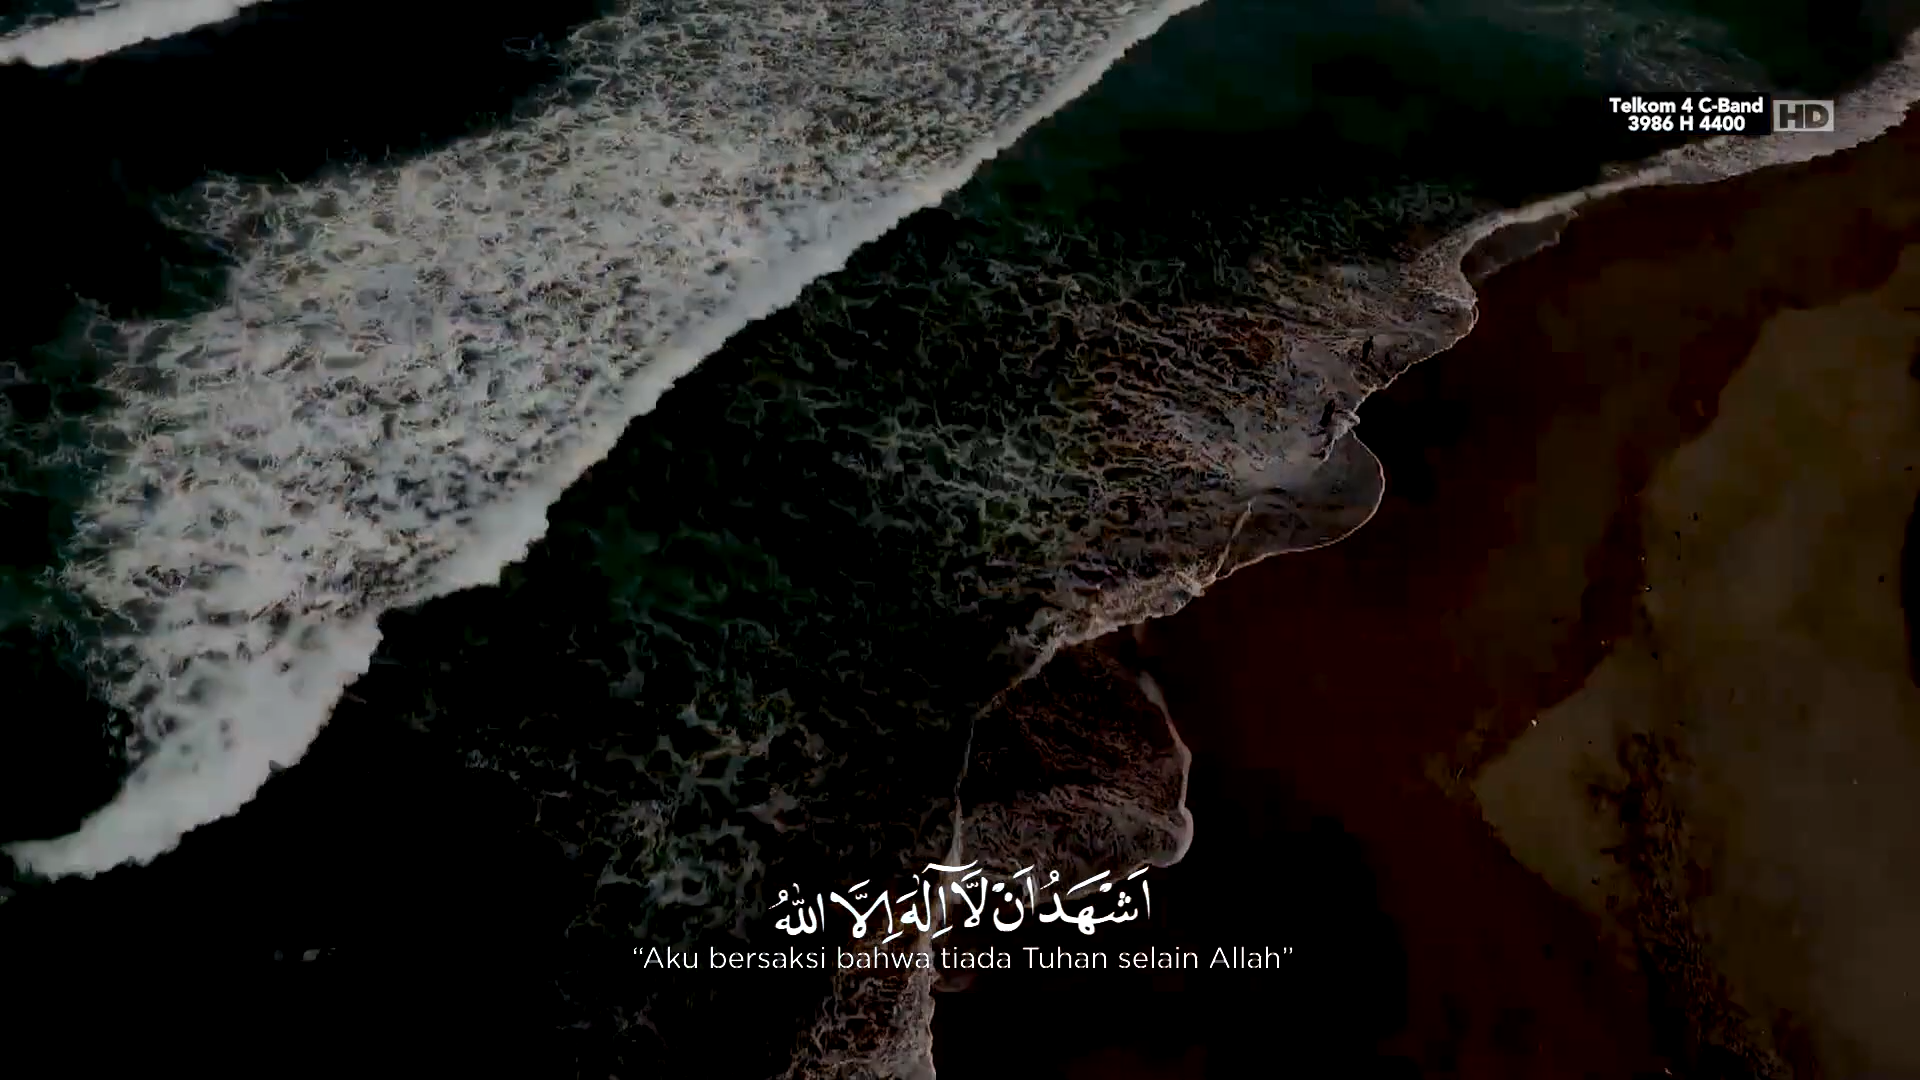 Telkom 4 C-Band
3986 H 4400
HD
اَشْهَدُ اَنْ لَّآ اِلٰهَ اِلَّا اللّٰهُ
“Aku bersaksi bahwa tiada Tuhan selain Allah”